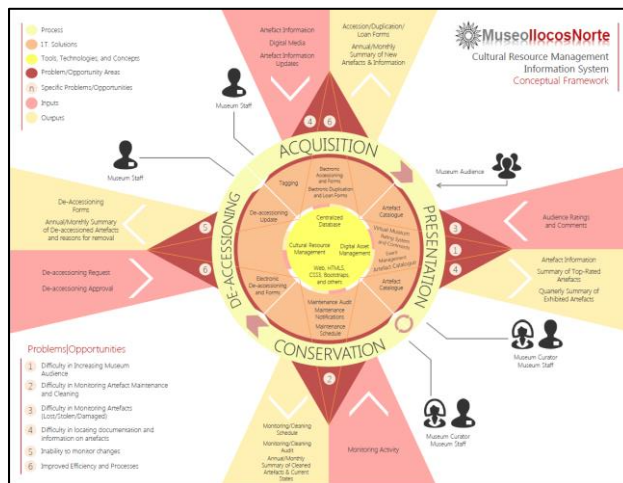 Process
I.T. Solutions
Tools, Technologies, and Concepts
Problem/Opportunity Areas
n Specific Problems/Opportunities
Inputs
Outputs
MuseoIlocosNorte
Cultural Resource Management
Information System
Conceptual Framework
Artefact Information
Digital Media
Artefact Information
Updates
Accession/Duplication/
Loan Forms
Annual/Monthly
Summary of New
Artefacts & Information
Museum Staff
Museum Staff
Museum Audience
4
6
ACQUISITION
Tagging
Electronic
Accessioning
and Forms
Electronic Duplication
and Loan Forms
Artefact
Catalogue
De-accessioning
Update
Centralized
Database
Cultural Resource
Management
Digital Asset
Management
Web, HTML5,
CSS3, Bootstrap,
and others
Virtual Museum
Rating System
and Comments
Event
Management
Artefact Catalogue
Artefact
Catalogue
Electronic
De-accessioning
and Forms
Maintenance Audit
Maintenance
Notifications
Maintenance
Schedule
DE-ACCESSIONING
PRESENTATION
CONSERVATION
De-Accessioning
Forms
Annual/Monthly Summary
of De-accessioned Artefacts
and reasons for removal
5
6
De-accessioning Request
De-accessioning Approval
3
1
4
Audience Ratings
and Comments
Artefact Information
Summary of Top-Rated
Artefacts
Quarterly Summary of
Exhibited Artefacts
Museum Curator
Museum Staff
Museum Curator
Museum Staff
2
Monitoring/Cleaning
Schedule
Monitoring/Cleaning
Audit
Annual/Monthly
Summary of Cleaned
Artefacts & Current
States
Monitoring Activity
Problems|Opportunities
1 Difficulty in Increasing Museum
Audience
2 Difficulty in Monitoring Artefact Maintenance
and Cleaning
3 Difficulty in Monitoring Artefacts
(Loss/Stolen/Damaged)
4 Difficulty in locating documentation and
information on artefacts
5 Inability to monitor changes
6 Improved Efficiency and Processes